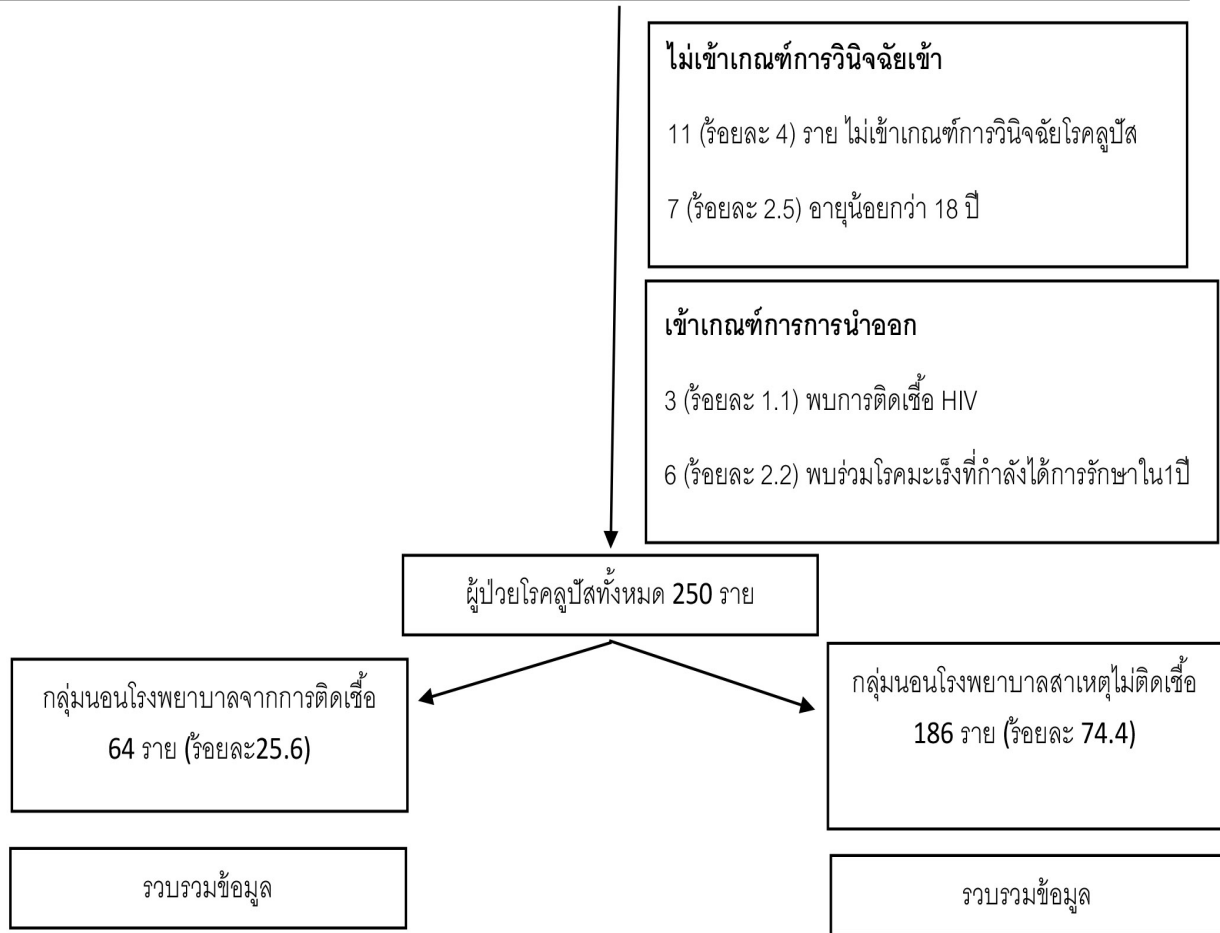 ไม่เข้าเกณฑ์การวินิจฉัยเข้า
11 (ร้อยละ 4) ราย ไม่เข้าเกณฑ์การวินิจฉัยโรคลูปัส
7 (ร้อยละ 2.5) อายุน้อยกว่า 18 ปี
เข้าเกณฑ์การการนำออก
3 (ร้อยละ 1.1) พบการติดเชื้อ HIV
6 (ร้อยละ 2.2) พบร่วมโรคมะเร็งที่กำลังได้การรักษาใน1ปี
ผู้ป่วยโรคลูปัสทั้งหมด 250 ราย
กลุ่มนอนโรงพยาบาลจากการติดเชื้อ
64 ราย (ร้อยละ25.6)
กลุ่มนอนโรงพยาบาลสาเหตุไม่ติดเชื้อ
186 ราย (ร้อยละ 74.4)
รวบรวมข้อมูล
รวบรวมข้อมูล